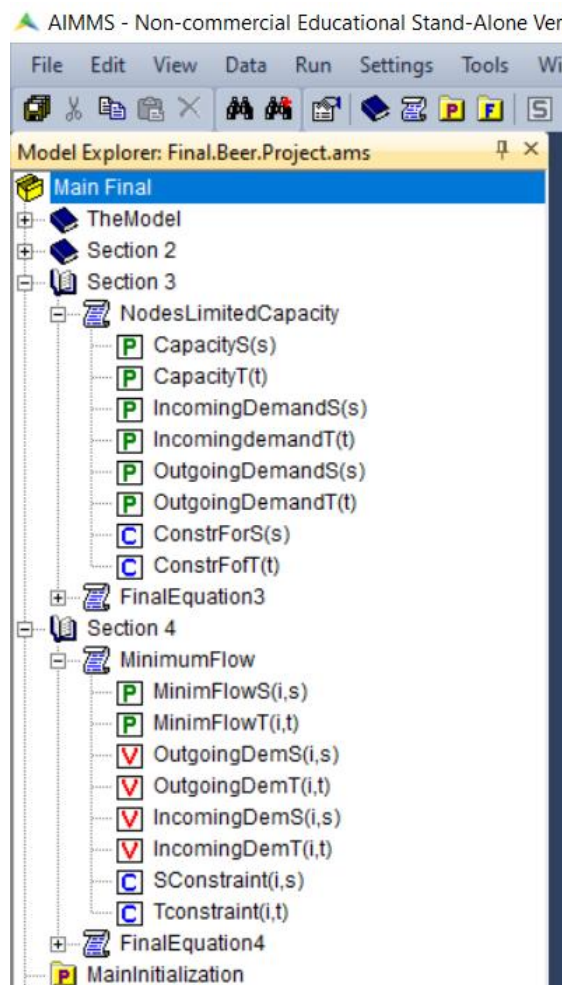 AIMMS - Non-commercial Educational Stand-Alone Ver
File Edit View Data Run Settings Tools Wi
P F S
Model Explorer: Final.Beer.Project.ams
Main Final
TheModel
Section 2
Section 3
NodesLimitedCapacity
P CapacityS(s)
P CapacityT(t)
P IncomingDemandS(s)
P IncomingdemandT(t)
P OutgoingDemandS(s)
P OutgoingDemandT(t)
C ConstrForS(s)
C ConstrFofT(t)
FinalEquation3
Section 4
MinimumFlow
P MinimFlowS(i,s)
P MinimFlowT(i,t)
V OutgoingDemS(i,s)
V OutgoingDemT(i,t)
V IncomingDemS(i,s)
V IncomingDemT(i,t)
C SConstraint(i,s)
C Tconstraint(i,t)
FinalEquation4
P MainInitialization